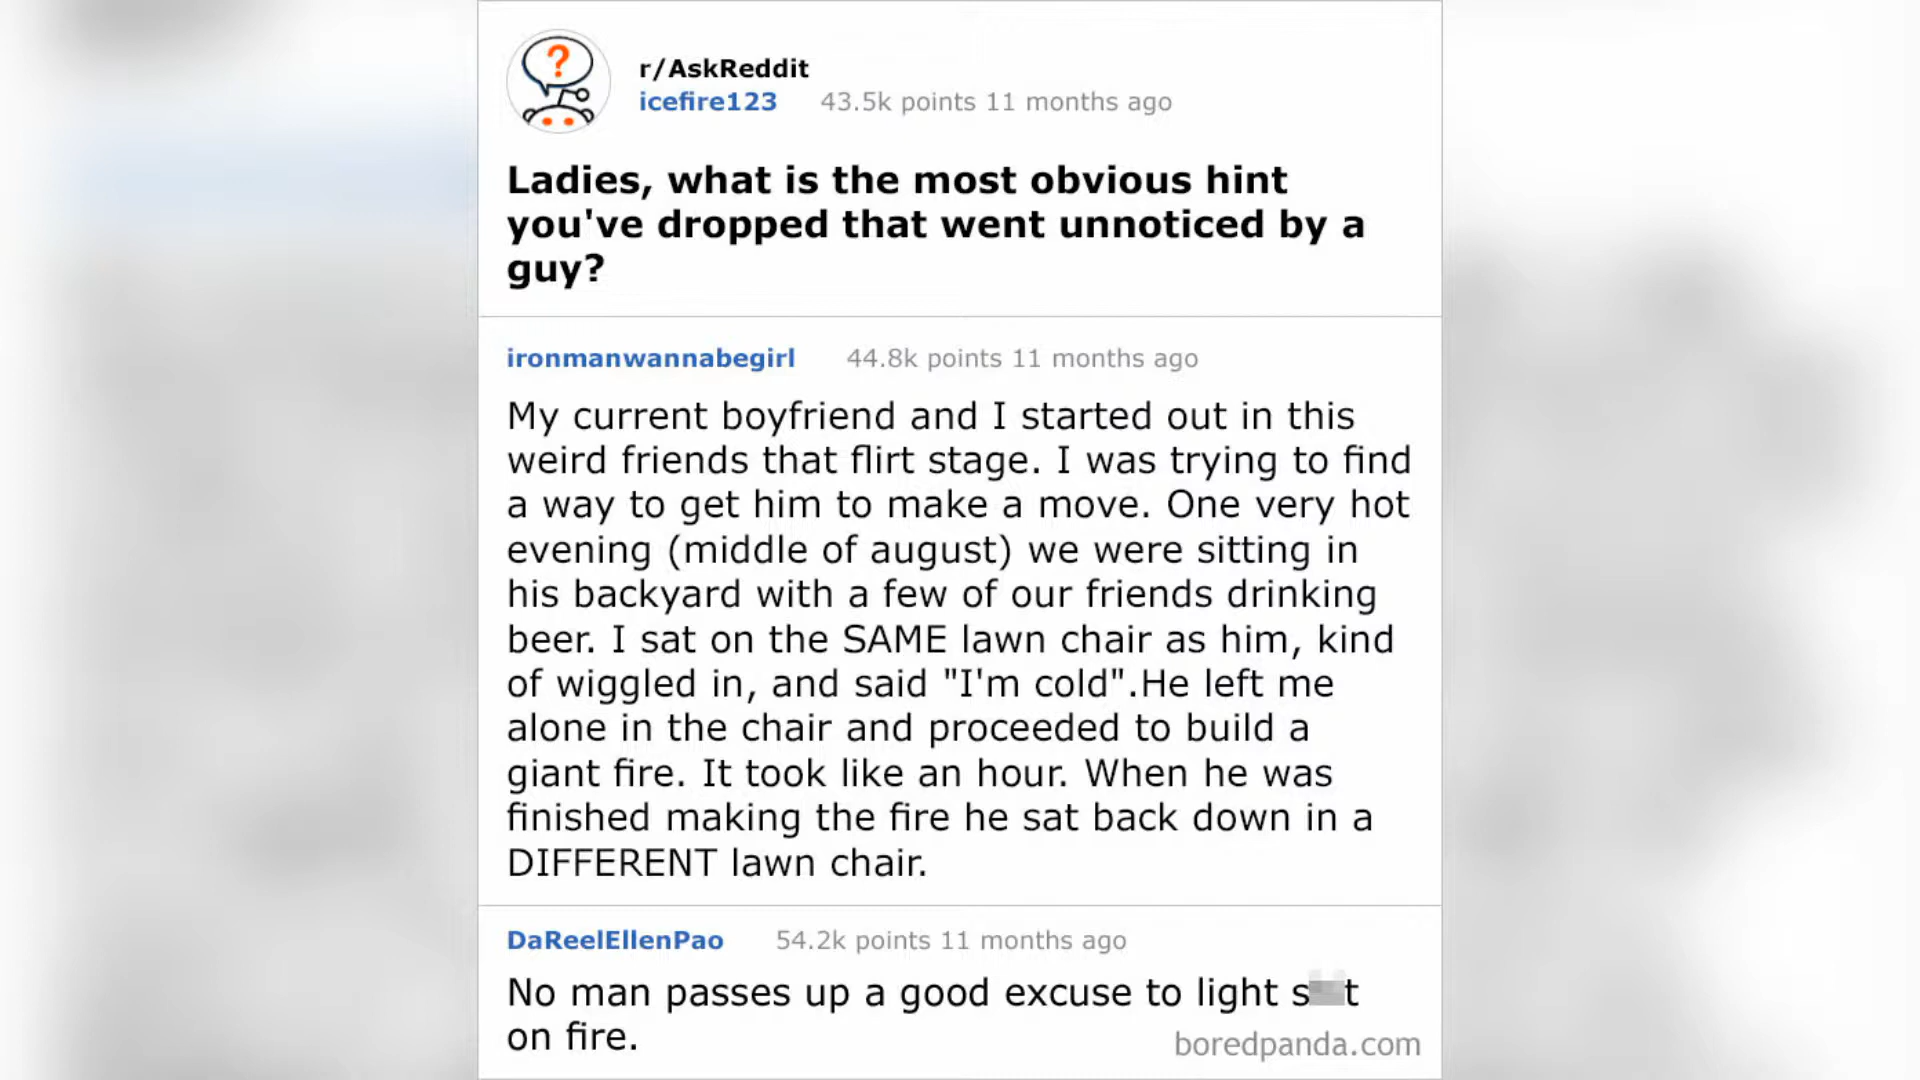 ?
r/AskReddit
icefire123 43.5k points 11 months ago
Ladies, what is the most obvious hint
you've dropped that went unnoticed by a
guy?
ironmanwannabegirl 44.8k points 11 months ago
My current boyfriend and I started out in this
weird friends that flirt stage. I was trying to find
a way to get him to make a move. One very hot
evening (middle of august) we were sitting in
his backyard with a few of our friends drinking
beer. I sat on the SAME lawn chair as him, kind
of wiggled in, and said "I'm cold".He left me
alone in the chair and proceeded to build a
giant fire. It took like an hour. When he was
finished making the fire he sat back down in a
DIFFERENT lawn chair.
DaReelEllenPao 54.2k points 11 months ago
No man passes up a good excuse to light s t
on fire.
boredpanda.com